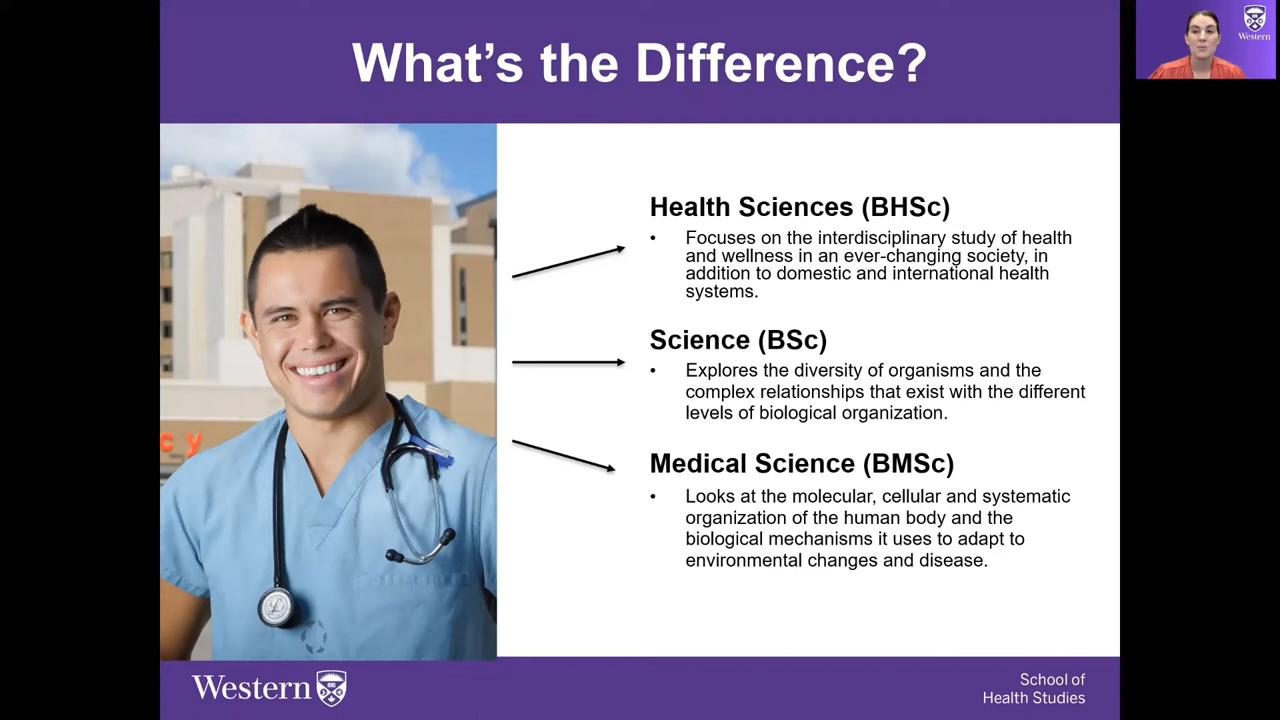 What's the Difference?
Western
Health Sciences (BHSc)
• Focuses on the interdisciplinary study of health
and wellness in an ever-changing society, in
addition to domestic and international health
systems.
Science (BSc)
• Explores the diversity of organisms and the
complex relationships that exist with the different
levels of biological organization.
Medical Science (BMSc)
• Looks at the molecular, cellular and systematic
organization of the human body and the
biological mechanisms it uses to adapt to
environmental changes and disease.
cy
Western
School of
Health Studies